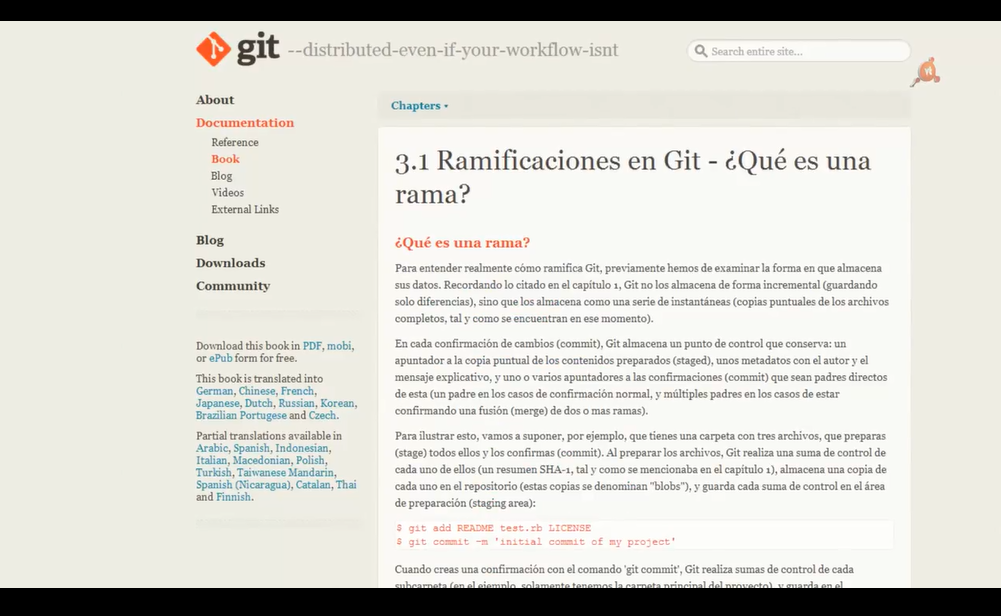 git --distributed-even-if-your-workflow-isnt
Search entire site...
About
Documentation
Reference
Book
Blog
Videos
External Links
Blog
Downloads
Community
Download this book in PDF, mobi,
or ePub form for free.
This book is translated into
German, Chinese, French,
Japanese, Dutch, Russian, Korean,
Brazilian Portugese and Czech.
Partial translations available in
Arabic, Spanish, Indonesian,
Italian, Macedonian, Polish,
Turkish, Taiwanese Mandarin,
Spanish (Nicaragua), Catalan, Thai
and Finnish.
Chapters
3.1 Ramificaciones en Git - ¿Qué es una
rama?
¿Qué es una rama?
Para entender realmente cómo ramifica Git, previamente hemos de examinar la forma en que almacena
sus datos. Recordando lo citado en el capítulo 1, Git no los almacena de forma incremental (guardando
solo diferencias), sino que los almacena como una serie de instantáneas (copias puntuales de los archivos
completos, tal y como se encuentran en ese momento).
En cada confirmación de cambios (commit), Git almacena un punto de control que conserva: un
apuntador a la copia puntual de los contenidos preparados (staged), unos metadatos con el autor y el
mensaje explicativo, y uno o varios apuntadores a las confirmaciones (commit) que sean padres directos
de esta (un padre en los casos de confirmación normal, y múltiples padres en los casos de estar
confirmando una fusión (merge) de dos o mas ramas).
Para ilustrar esto, vamos a suponer, por ejemplo, que tienes una carpeta con tres archivos, que preparas
(stage) todos ellos y los confirmas (commit). Al preparar los archivos, Git realiza una suma de control de
cada uno de ellos (un resumen SHA-1, tal y como se mencionaba en el capítulo 1), almacena una copia de
cada uno en el repositorio (estas copias se denominan "blobs"), y guarda cada suma de control en el área
de preparación (staging area):
$ git add README test.rb LICENSE
$ git commit -m 'initial commit of my project'
Cuando creas una confirmación con el comando 'git commit', Git realiza sumas de control de cada
subcarpeta (en el ejemplo, solamente tenemos la carpeta principal del proyecto), y guarda en el